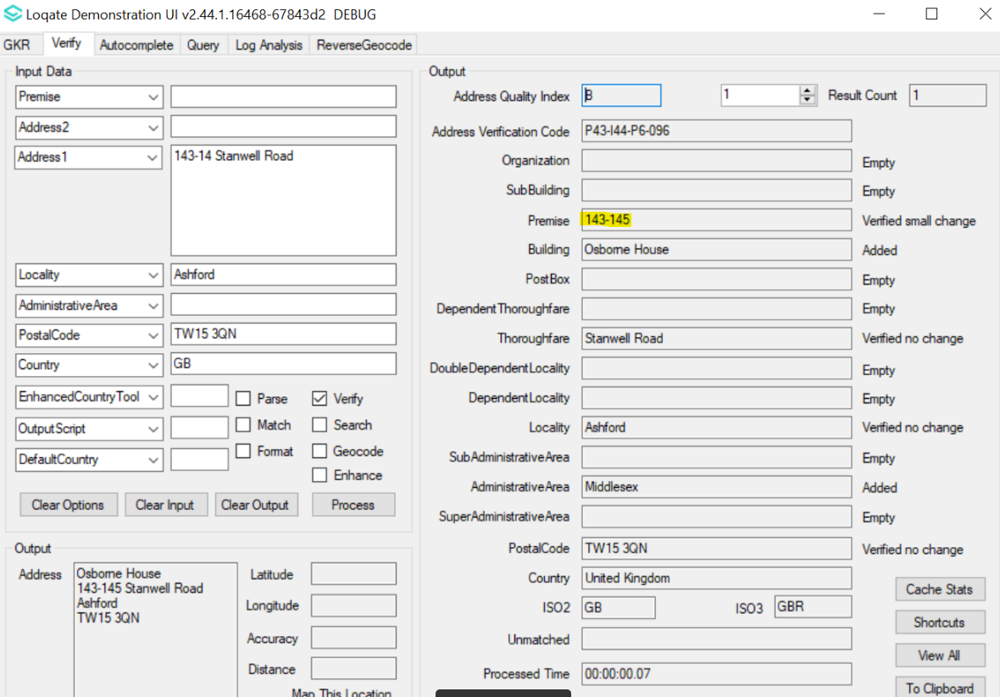 Loqate Demonstration UI v2.44.1.16468-67843d2 DEBUG
GKR Verify Autocomplete Query Log Analysis ReverseGeocode
Input Data
Premise
Address2
Address1 143-14 Stanwell Road
Locality Ashford
AdministrativeArea
PostalCode TW15 3QN
Country GB
EnhancedCountryTool Parse Verify
OutputScript Match Search
DefaultCountry Format Geocode
Enhance
Clear Options Clear Input Clear Output Process
Output
Address Osborne House
143-145 Stanwell Road
Ashford
TW15 3QN
Latitude
Longitude
Accuracy
Distance
Map This Location
Output
Address Quality Index B 1 Result Count 1
Address Verification Code P43-I44-P6-096
Organization Empty
SubBuilding Empty
Premise 143-145 Verified small change
Building Osborne House Added
PostBox Empty
DependentThoroughfare Empty
Thoroughfare Stanwell Road Verified no change
DoubleDependentLocality Empty
DependentLocality Empty
Locality Ashford Verified no change
SubAdministrativeArea Empty
AdministrativeArea Middlesex Added
SuperAdministrativeArea Empty
PostalCode TW15 3QN Verified no change
Country United Kingdom
ISO2 GB ISO3 GBR
Unmatched
Processed Time 00:00:00.07
Cache Stats
Shortcuts
View All
To Clipboard